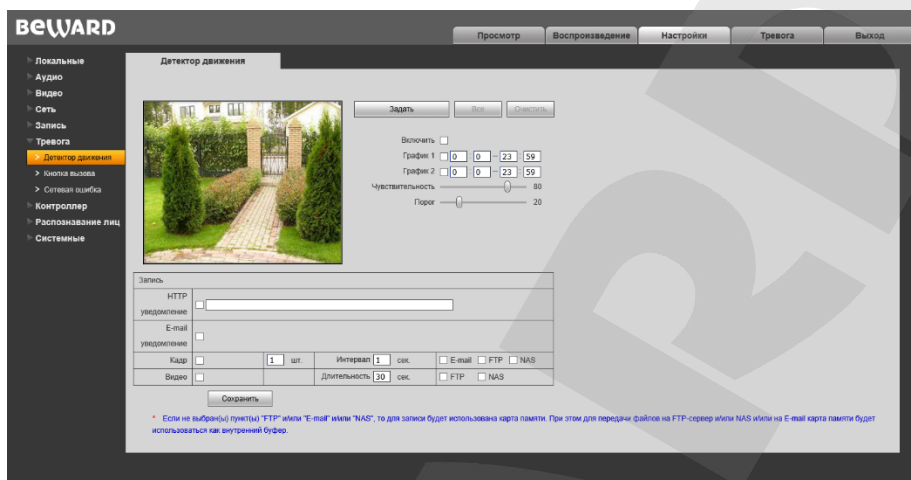 BEWARD
Просмотр Воспроизведение Настройки Тревога Выход
Локальные
Аудио
Видео
Сеть
Запись
Тревога
Детектор движения
Кнопка вызова
Сетевая ошибка
Контроллер
Распознавание лиц
Системные
Детектор движения
Задать Все Очистить
Включить
График 1 0 : 0 – 23 : 59
График 2 0 : 0 – 23 : 59
Чувствительность 80
Порог 20
Запись
HTTP
уведомление
E-mail
уведомление
Кадр 1 шт. Интервал 1 сек. E-mail FTP NAS
Видео Длительность 30 сек. FTP NAS
Сохранить
* Если не выбран(ы) пункт(ы) "FTP" и/или "E-mail" и/или "NAS", то для записи будет использована карта памяти. При этом для передачи файлов на FTP-сервер и/или NAS и/или на E-mail карта памяти будет
использоваться как внутренний буфер.